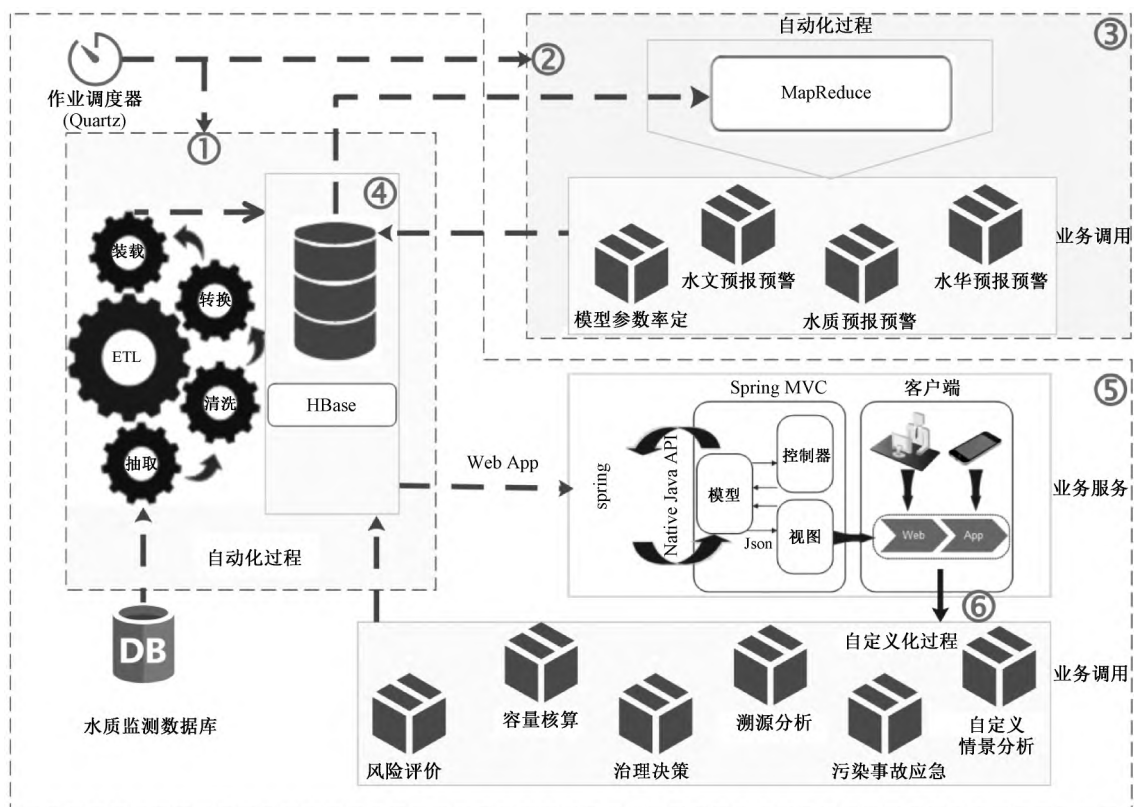 自动化过程
③
②
作业调度器
(Quartz)
MapReduce
①
④
装载
转换
ETL
清洗
抽取
HBase
自动化过程
水文预报预警
水华预报预警
模型参数率定
水质预报预警
业务调用
Spring MVC
客户端
⑤
Web App
spring
Native Java API
模型
控制器
视图
Json
Web
App
业务服务
DB
水质监测数据库
⑥
自定义化过程
业务调用
容量核算
溯源分析
自定义
情景分析
风险评价
治理决策
污染事故应急